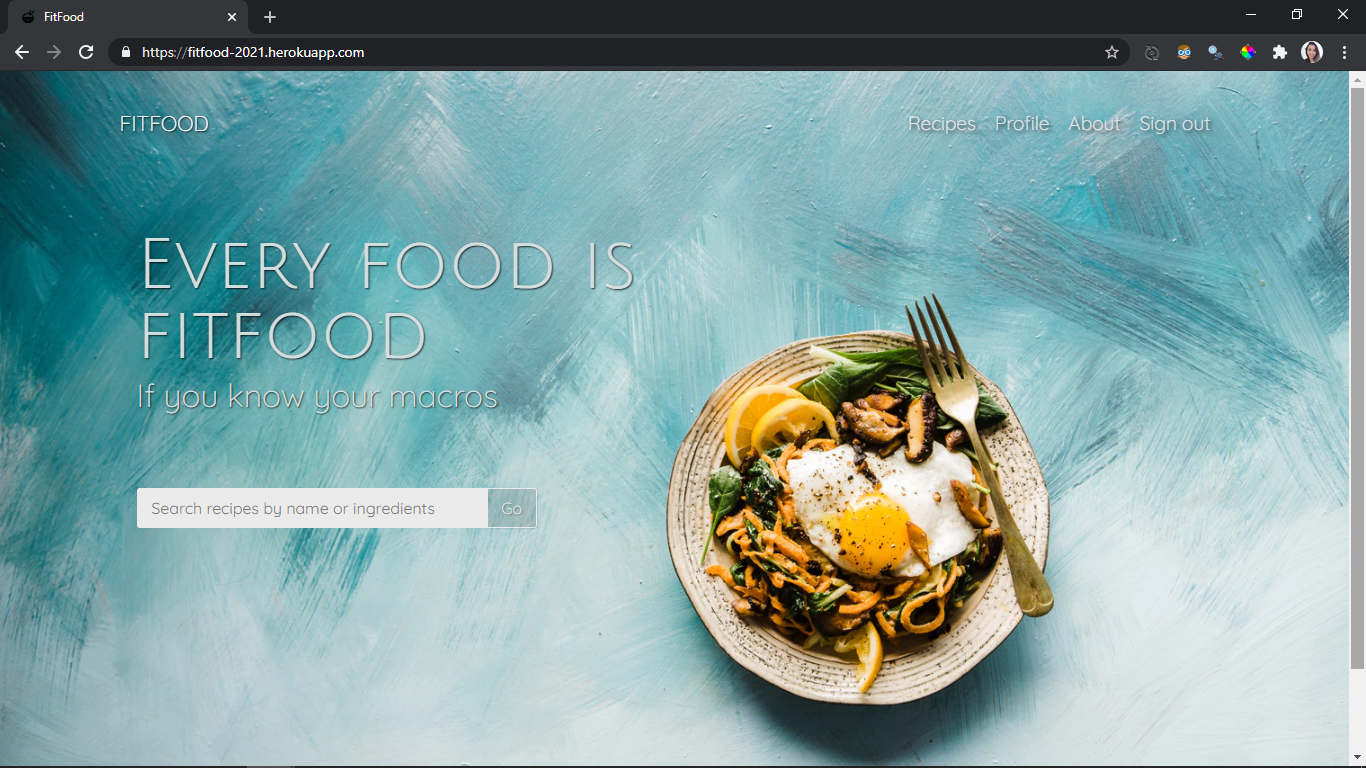 FitFood
https://fitfood-2021.herokuapp.com
FITFOOD
Recipes Profile About Sign out
EVERY FOOD IS
FITFOOD
If you know your macros
Search recipes by name or ingredients Go